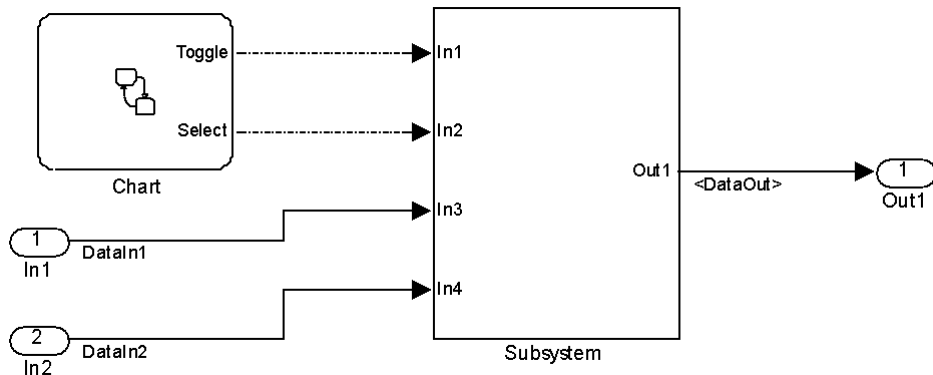 Toggle
In1
Select
In2
Chart
In3
1
DataIn1
In1
In4
2
DataIn2
In2
Out1
<DataOut>
1
Out1
Subsystem